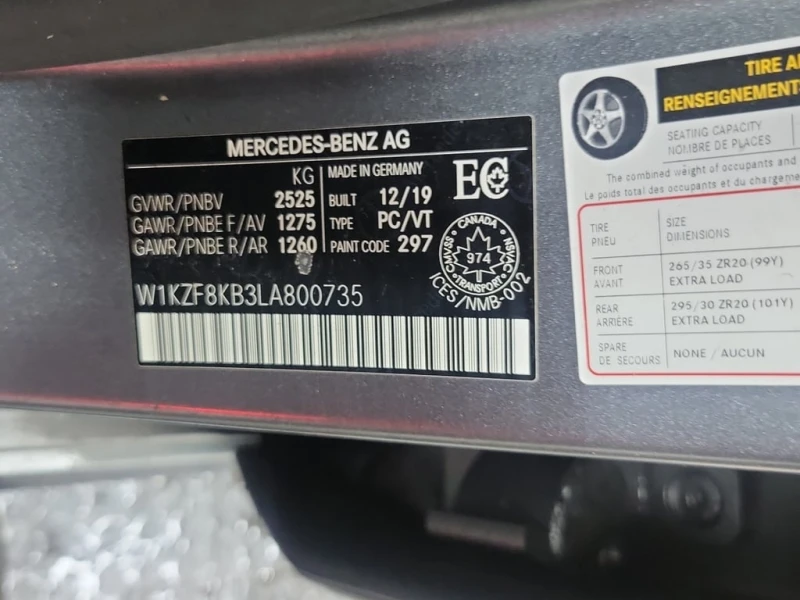 MERCEDES-BENZ AG
KG
MADE IN GERMANY
GVWR/PNBV 2525
BUILT 12/19
GAWR/PNBE F/AV 1275
TYPE PC/VT
GAWR/PNBE R/AR 1260
PAINT CODE 297
EC
CANADA
974
TRANSPORT
CMVSS
NSVAC
ICES/NMB-002
W1KZF8KB3LA800735
TIRE
RENSEIGNEMENTS
SEATING CAPACITY
NOMBRE DE PLACES
The combined weight of occupants and
Le poids total des occupants et du
TIRE
PNEU
SIZE
DIMENSIONS
FRONT
AVANT
265/35 ZR20 (99Y)
EXTRA LOAD
REAR
ARRIÈRE
295/30 ZR20 (101Y)
EXTRA LOAD
SPARE
DE SECOURS
NONE / AUCUN